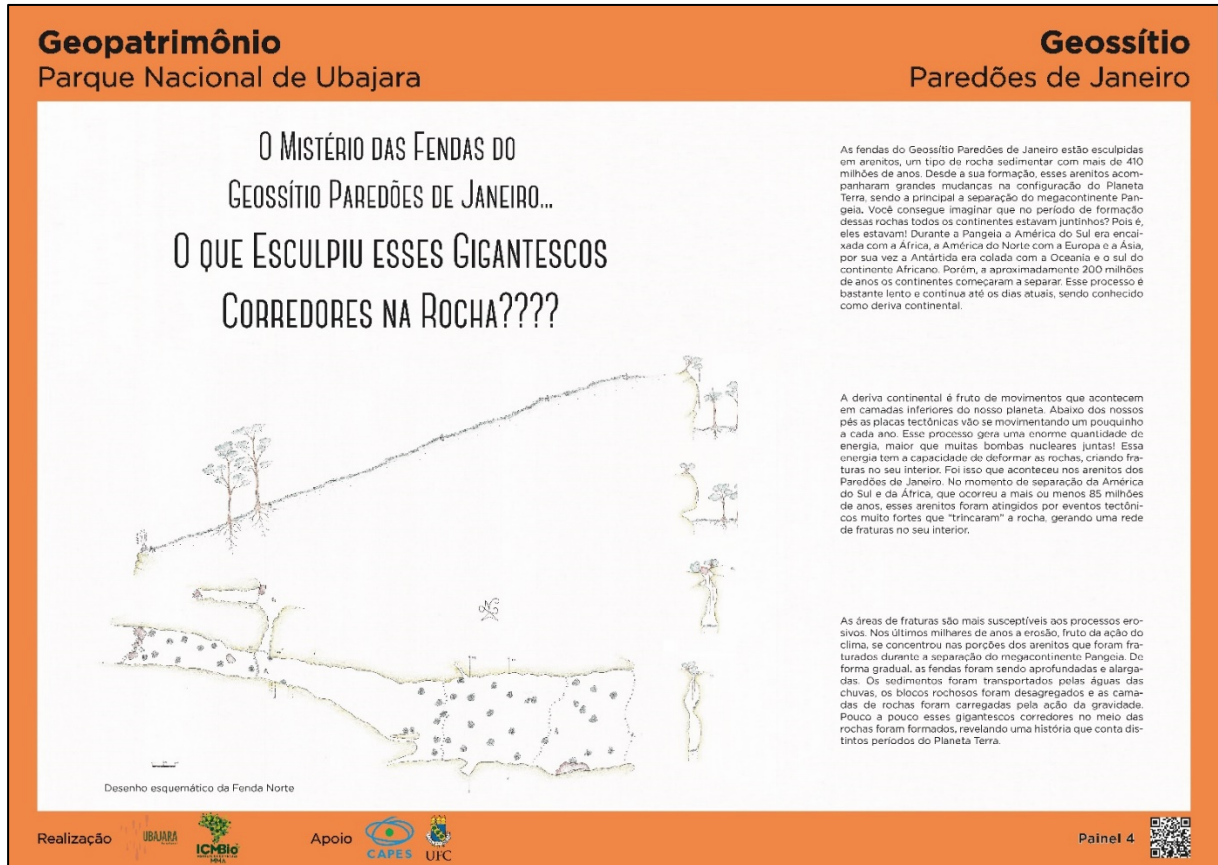 Geopatrimônio
Parque Nacional de Ubajara
Geossítio
Paredões de Janeiro
O Mistério das Fendas do
Geossítio Paredões de Janeiro...
O que Esculpiu esses Gigantescos
Corredores na Rocha????
As fendas do Geossítio Paredões de Janeiro estão esculpidas
em arenitos, um tipo de rocha sedimentar com mais de 410
milhões de anos. Desde a sua formação, esses arenitos acom-
panharam grandes mudanças na configuração do Planeta
Terra, sendo a principal a separação do megacontinente Pan-
geia. Você consegue imaginar que no período de formação
dessas rochas todos os continentes estavam juntinhos? Pois é,
eles estavam! Durante a Pangeia a América do Sul era encai-
xada com a África, a América do Norte com a Europa e a Ásia,
por sua vez a Antártida era colada com a Oceania e o sul do
continente Africano. Porém, a aproximadamente 200 milhões
de anos os continentes começaram a separar. Esse processo é
bastante lento e continua até os dias atuais, sendo conhecido
como deriva continental.
A deriva continental é fruto de movimentos que acontecem
em camadas inferiores do nosso planeta. Abaixo dos nossos
pés as placas tectônicas vão se movimentando um pouquinho
a cada ano. Esse processo gera uma enorme quantidade de
energia, maior que muitas bombas nucleares juntas! Essa
energia tem a capacidade de deformar as rochas, criando fra-
turas no seu interior. Foi isso que aconteceu nos arenitos dos
Paredões de Janeiro. No momento de separação da América
do Sul e da África, que ocorreu a mais ou menos 85 milhões
de anos, esses arenitos foram atingidos por eventos tectôni-
cos muito fortes que "trincaram" a rocha, gerando uma rede
de fraturas no seu interior.
As áreas de fraturas são mais susceptíveis aos processos ero-
sivos. Nos últimos milhares de anos a erosão, fruto da ação do
clima, se concentrou nas porções dos arenitos que foram fra-
turados durante a separação do megacontinente Pangeia. De
forma gradual, as fendas foram sendo aprofundadas e alarga-
das. Os sedimentos foram transportados pelas águas das
chuvas, os blocos rochosos foram desagregados e as cama-
das de rochas foram carregadas pela ação da gravidade.
Pouco a pouco esses gigantescos corredores no meio das
rochas foram formados, revelando uma história que conta dis-
tintos períodos do Planeta Terra.
Desenho esquemático da Fenda Norte
Realização
UBAJARA
ICMBio
MMA
Apoio
CAPES
UFC
Painel 4